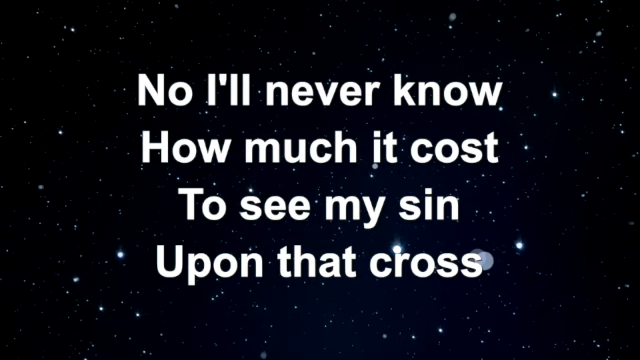 No I'll never know
How much it cost
To see my sin
Upon that cross